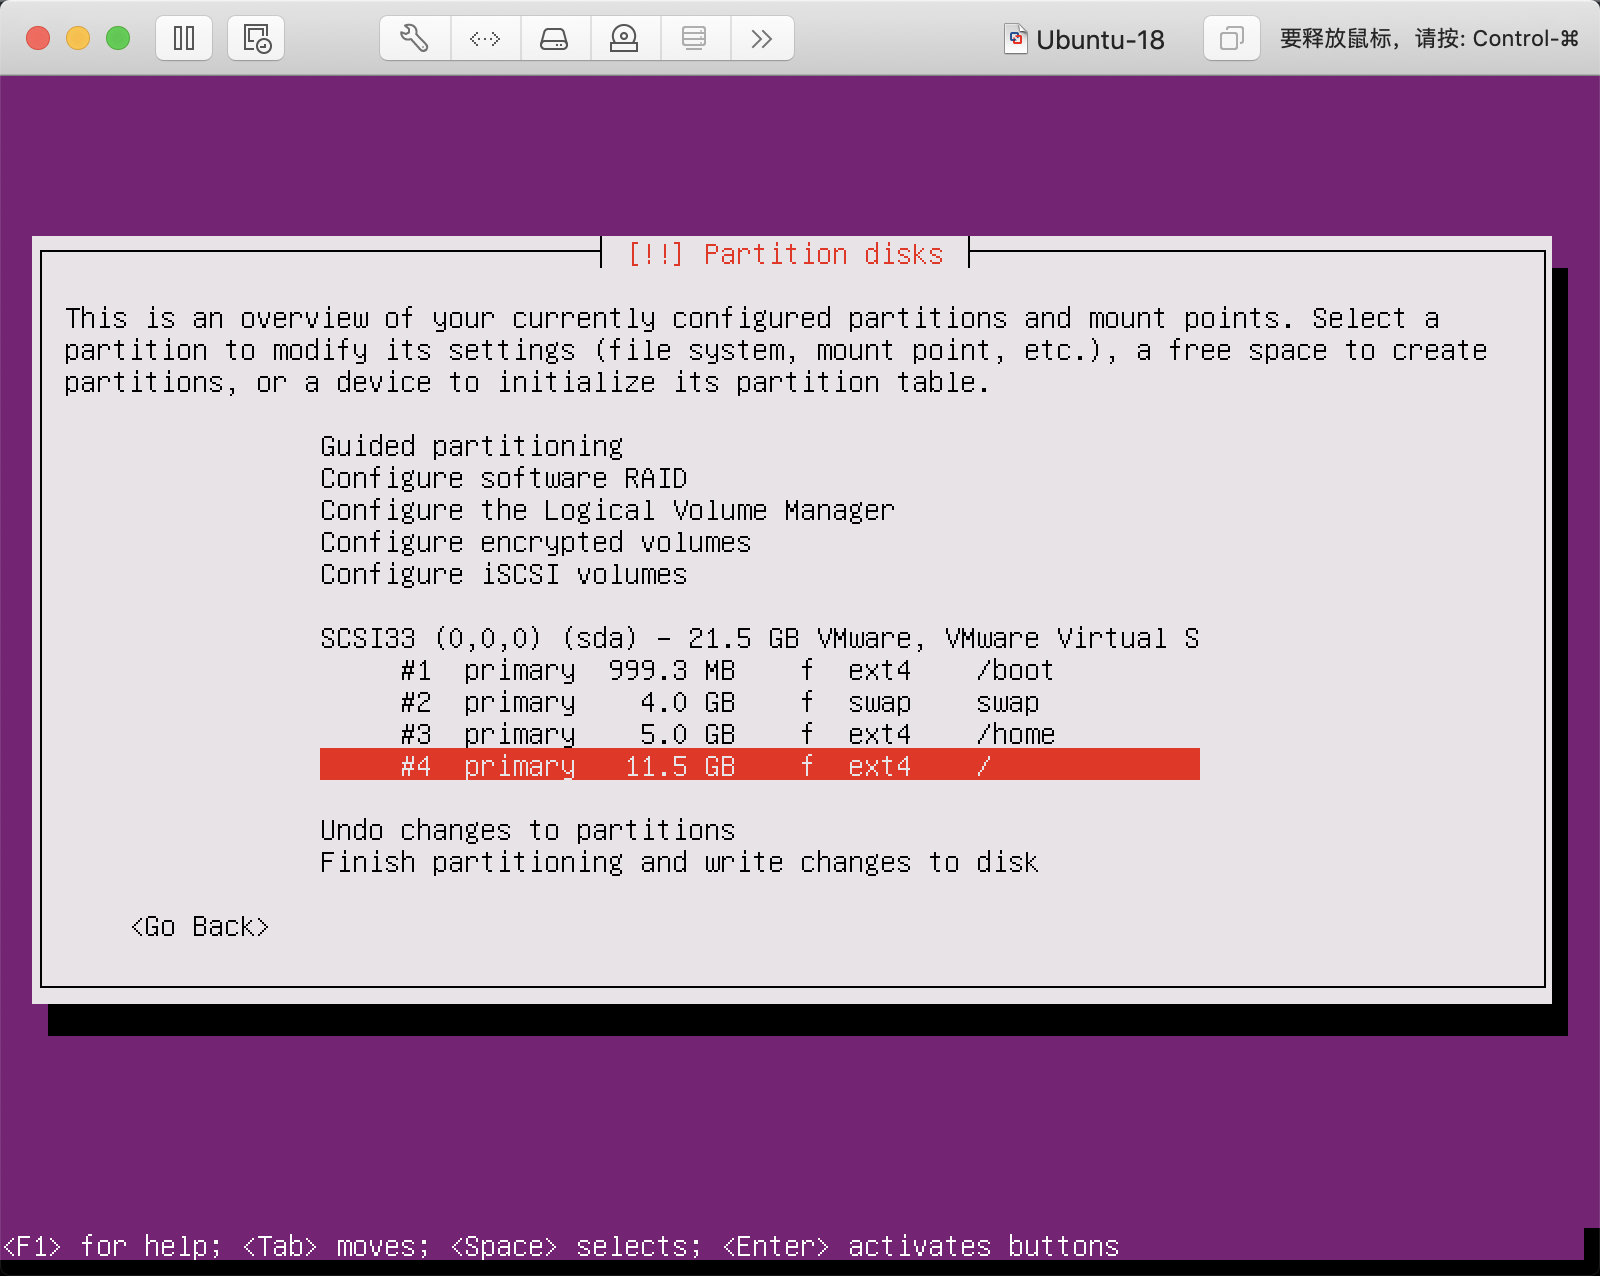 Ubuntu-18
要释放鼠标，请按: Control-⌘
[!!] Partition disks
This is an overview of your currently configured partitions and mount points. Select a
partition to modify its settings (file system, mount point, etc.), a free space to create
partitions, or a device to initialize its partition table.
Guided partitioning
Configure software RAID
Configure the Logical Volume Manager
Configure encrypted volumes
Configure iSCSI volumes
SCSI33 (0,0,0) (sda) - 21.5 GB VMware, VMware Virtual S
#1 primary 999.3 MB f ext4 /boot
#2 primary 4.0 GB f swap swap
#3 primary 5.0 GB f ext4 /home
#4 primary 11.5 GB f ext4 /
Undo changes to partitions
Finish partitioning and write changes to disk
<Go Back>
<F1> for help; <Tab> moves; <Space> selects; <Enter> activates buttons